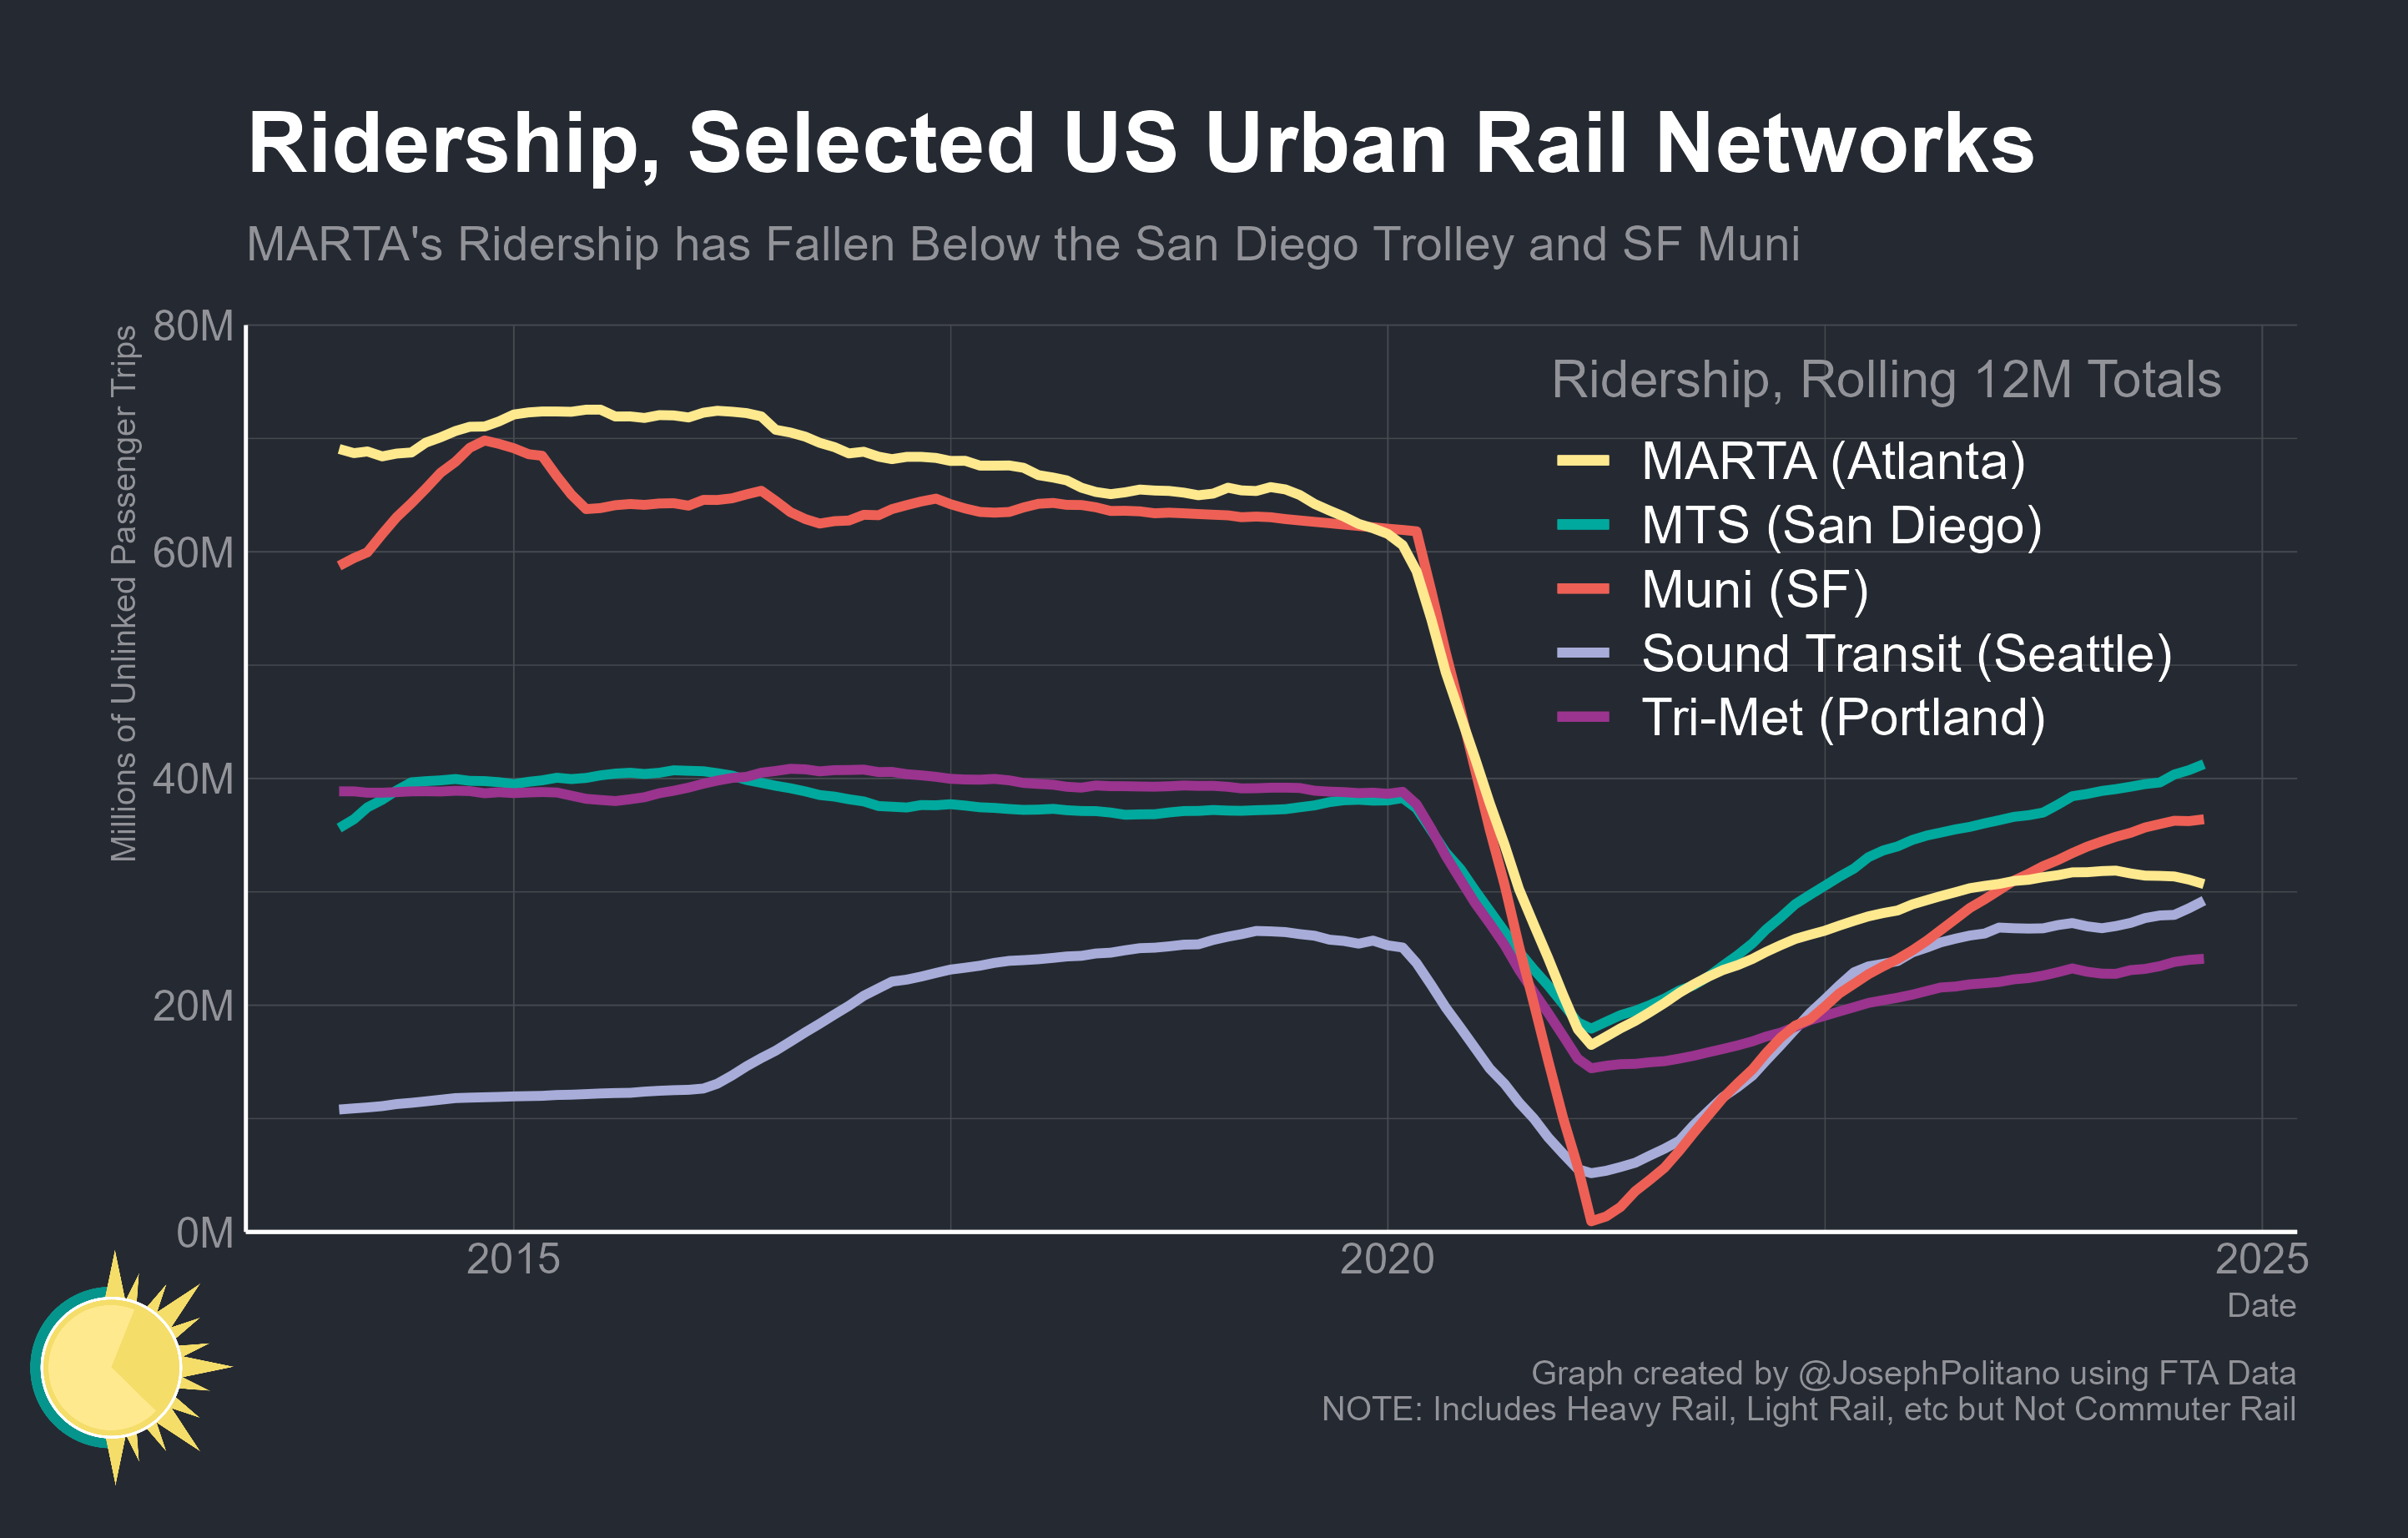 Ridership, Selected US Urban Rail Networks
MARTA's Ridership has Fallen Below the San Diego Trolley and SF Muni
Millions of Unlinked Passenger Trips
80M
60M
40M
20M
0M
Ridership, Rolling 12M Totals
MARTA (Atlanta)
MTS (San Diego)
Muni (SF)
Sound Transit (Seattle)
Tri-Met (Portland)
2015
2020
2025
Date
Graph created by @JosephPolitano using FTA Data
NOTE: Includes Heavy Rail, Light Rail, etc but Not Commuter Rail